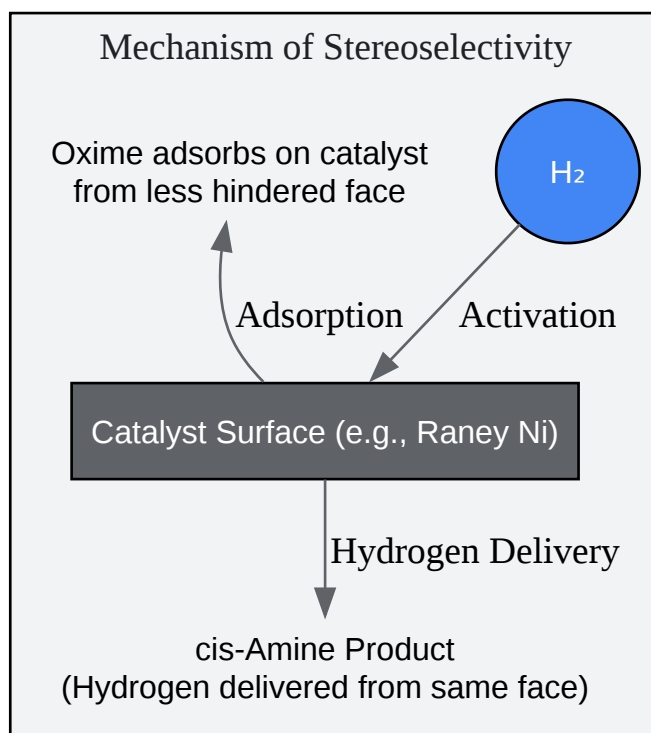 Mechanism of Stereoselectivity
Oxime adsorbs on catalyst
from less hindered face
H₂
Adsorption
Activation
Catalyst Surface (e.g., Raney Ni)
Hydrogen Delivery
cis-Amine Product
(Hydrogen delivered from same face)